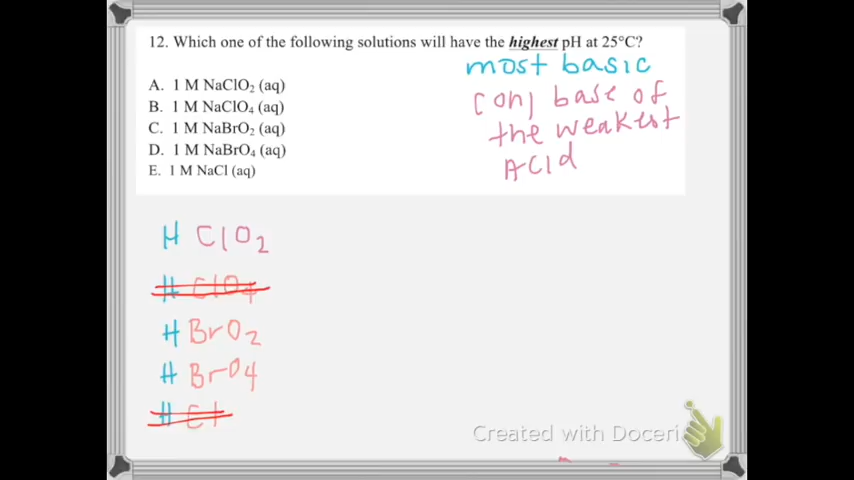 12. Which one of the following solutions will have the highest pH at 25°C?
most basic
A. 1 M NaClO₂ (aq)
conj base of
B. 1 M NaClO₄ (aq)
the weakest
C. 1 M NaBrO₂ (aq)
Acid
D. 1 M NaBrO₄ (aq)
E. 1 M NaCl (aq)
H ClO₂
H ClO₄
H BrO₂
H BrO4
H Cl
Created with Doceri